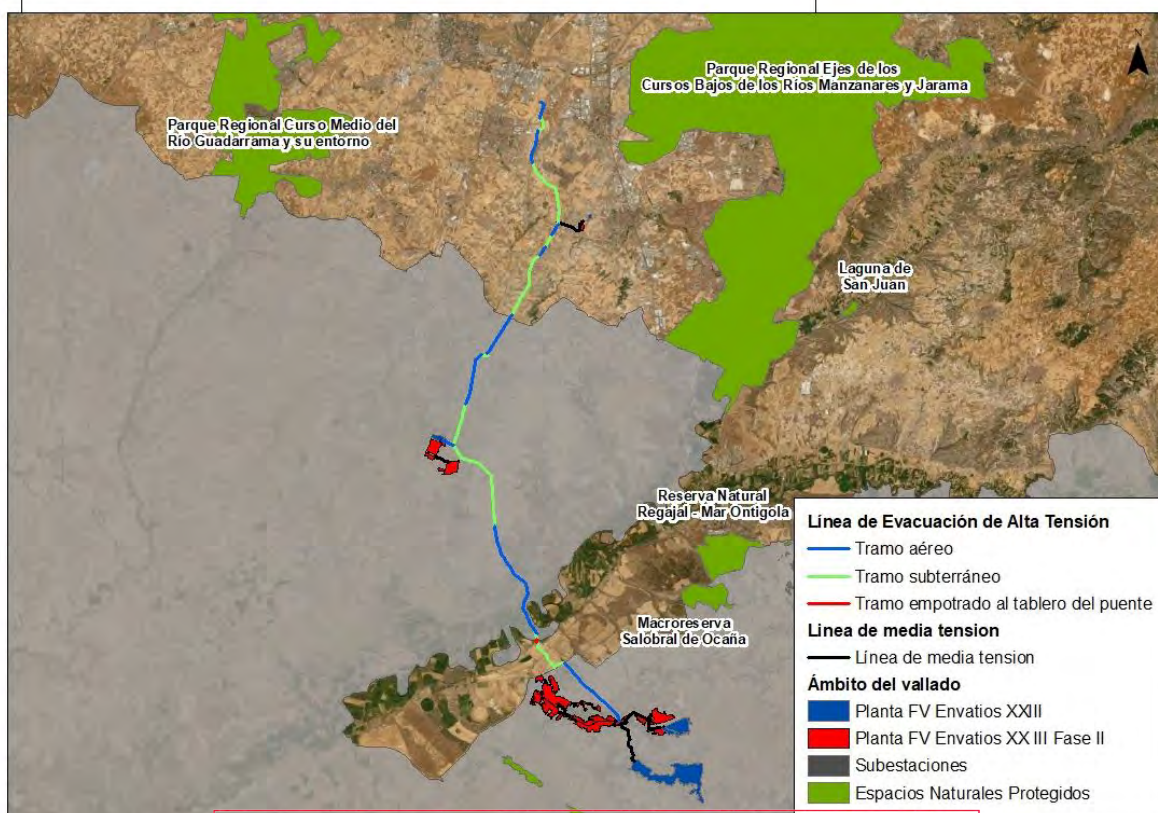 N
Parque Regional Ejes de los
Cursos Bajos de los Ríos Manzanares y Jarama
Parque Regional Curso Medio del
Río Guadarrama y su entorno
Laguna de
San Juan
Reserva Natural
Regajal - Mar Ontigola
Macroreserva
Salobral de Ocaña
Línea de Evacuación de Alta Tensión
Tramo aéreo
Tramo subterráneo
Tramo empotrado al tablero del puente
Línea de media tension
Línea de media tension
Ámbito del vallado
Planta FV Envatios XXIII
Planta FV Envatios XX III Fase II
Subestaciones
Espacios Naturales Protegidos